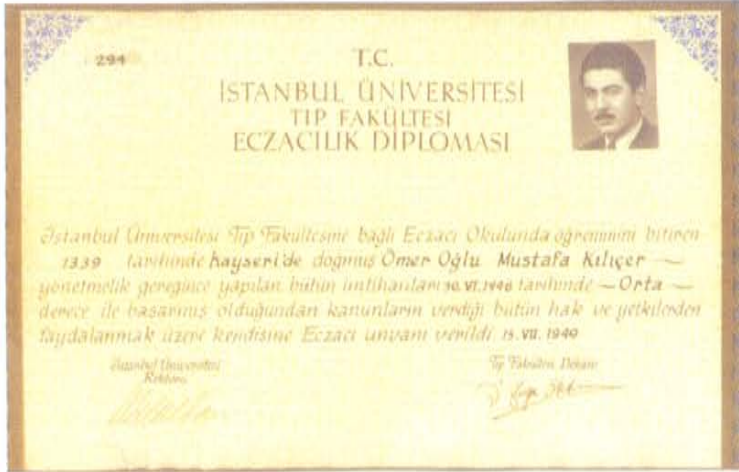 294
T.C.
İSTANBUL ÜNİVERSİTESİ
TIP FAKÜLTESİ
ECZACILIK DİPLOMASI
İstanbul Üniversitesi Tıp Fakültesine bağlı Eczacı Okulunda öğrenimini bitiren
1339 tarihinde Kayseri'de doğmuş Ömer Oğlu Mustafa Kılıçer
yönetmelik gereğince yapılan bütün imtihanları 30.VI.1948 tarihinde Orta
derece ile başarmış olduğundan kanunların verdiği bütün hak ve yetkilerden
faydalanmak üzere kendisine Eczacı unvanı verildi. 15.VII.1949
İstanbul Üniversitesi
Rektörü
Tıp Fakültesi Dekanı